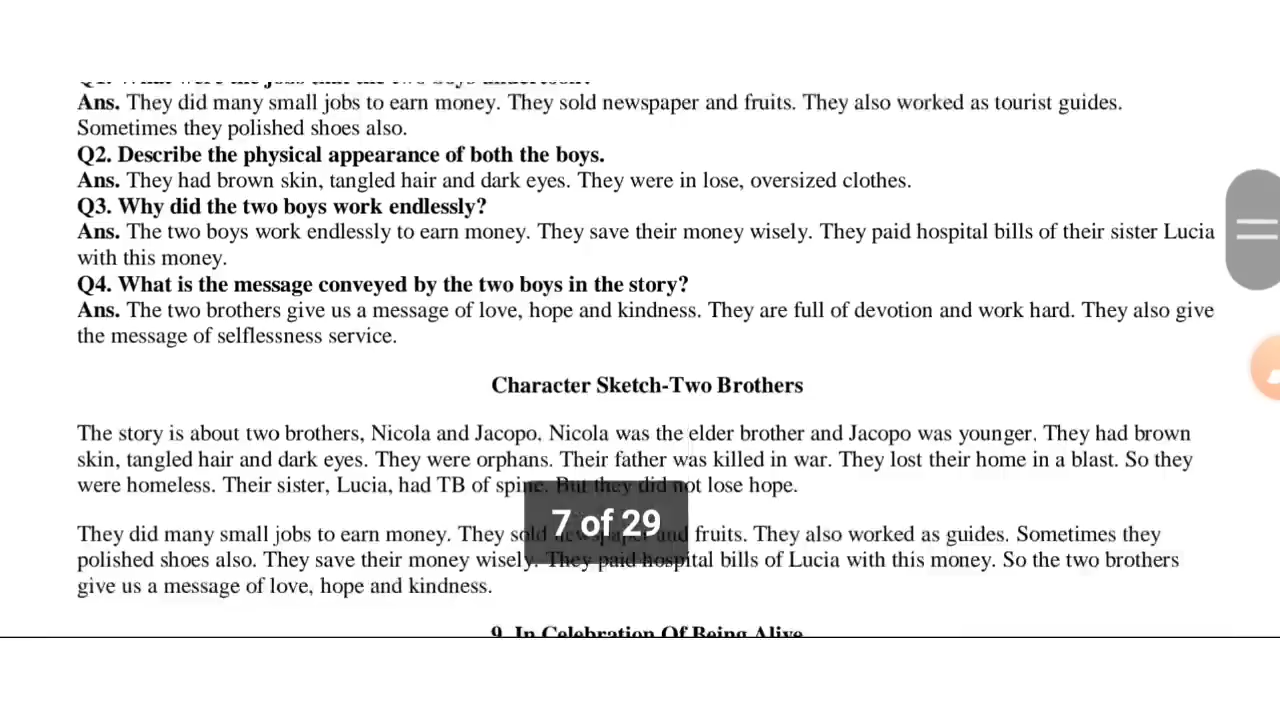 Ans. They did many small jobs to earn money. They sold newspaper and fruits. They also worked as tourist guides.
Sometimes they polished shoes also.
Q2. Describe the physical appearance of both the boys.
Ans. They had brown skin, tangled hair and dark eyes. They were in lose, oversized clothes.
Q3. Why did the two boys work endlessly?
Ans. The two boys work endlessly to earn money. They save their money wisely. They paid hospital bills of their sister Lucia
with this money.
Q4. What is the message conveyed by the two boys in the story?
Ans. The two brothers give us a message of love, hope and kindness. They are full of devotion and work hard. They also give
the message of selflessness service.
Character Sketch-Two Brothers
The story is about two brothers, Nicola and Jacopo. Nicola was the elder brother and Jacopo was younger. They had brown
skin, tangled hair and dark eyes. They were orphans. Their father was killed in war. They lost their home in a blast. So they
were homeless. Their sister, Lucia, had TB of spine. But they did not lose hope.
They did many small jobs to earn money. They sold newspaper and fruits. They also worked as guides. Sometimes they
7 of 29
polished shoes also. They save their money wisely. They paid hospital bills of Lucia with this money. So the two brothers
give us a message of love, hope and kindness.
9. In Celebration Of Being Alive